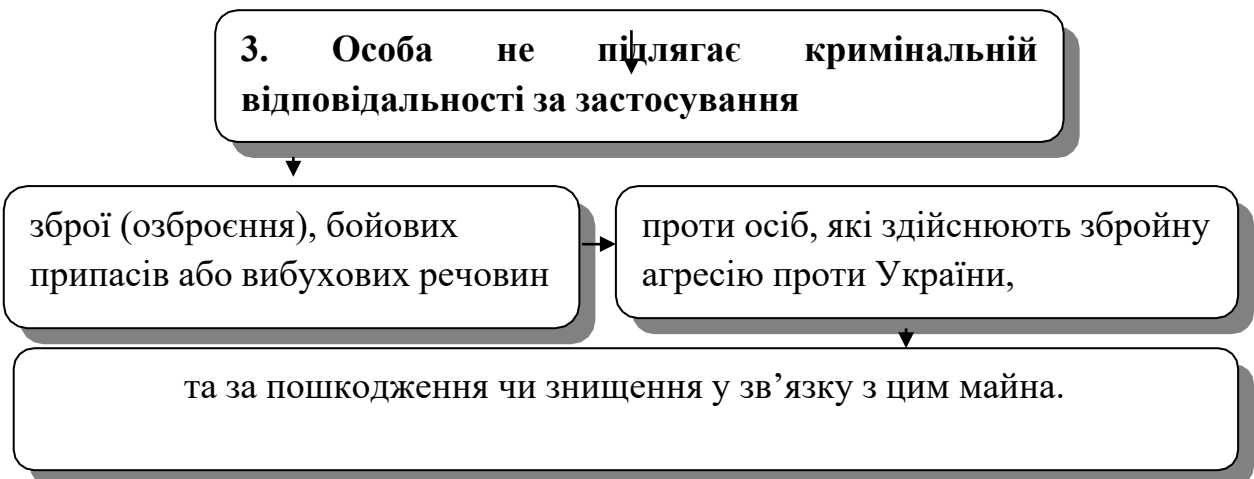 3. Особа не підлягає кримінальній
відповідальності за застосування
зброї (озброєння), бойових
припасів або вибухових речовин
проти осіб, які здійснюють збройну
агресію проти України,
та за пошкодження чи знищення у зв’язку з цим майна.